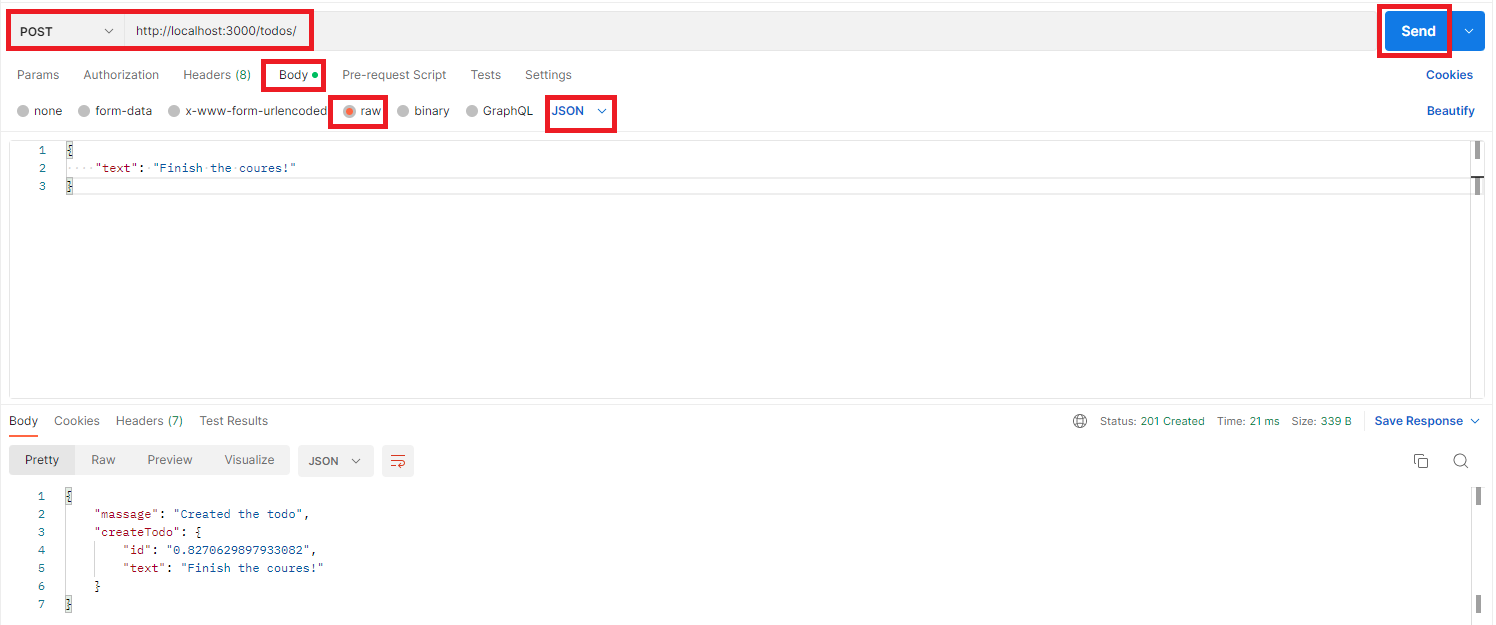 POST http://localhost:3000/todos/ Send
Params Authorization Headers (8) Body Pre-request Script Tests Settings Cookies
none form-data x-www-form-urlencoded raw binary GraphQL JSON Beautify
1 {
2 "text": "Finish the coures!"
3 }
Body Cookies Headers (7) Test Results Status: 201 Created Time: 21 ms Size: 339 B Save Response
Pretty Raw Preview Visualize JSON
1 {
2 "massage": "Created the todo",
3 "createTodo": {
4 "id": "0.8270629897933082",
5 "text": "Finish the coures!"
6 }
7 }